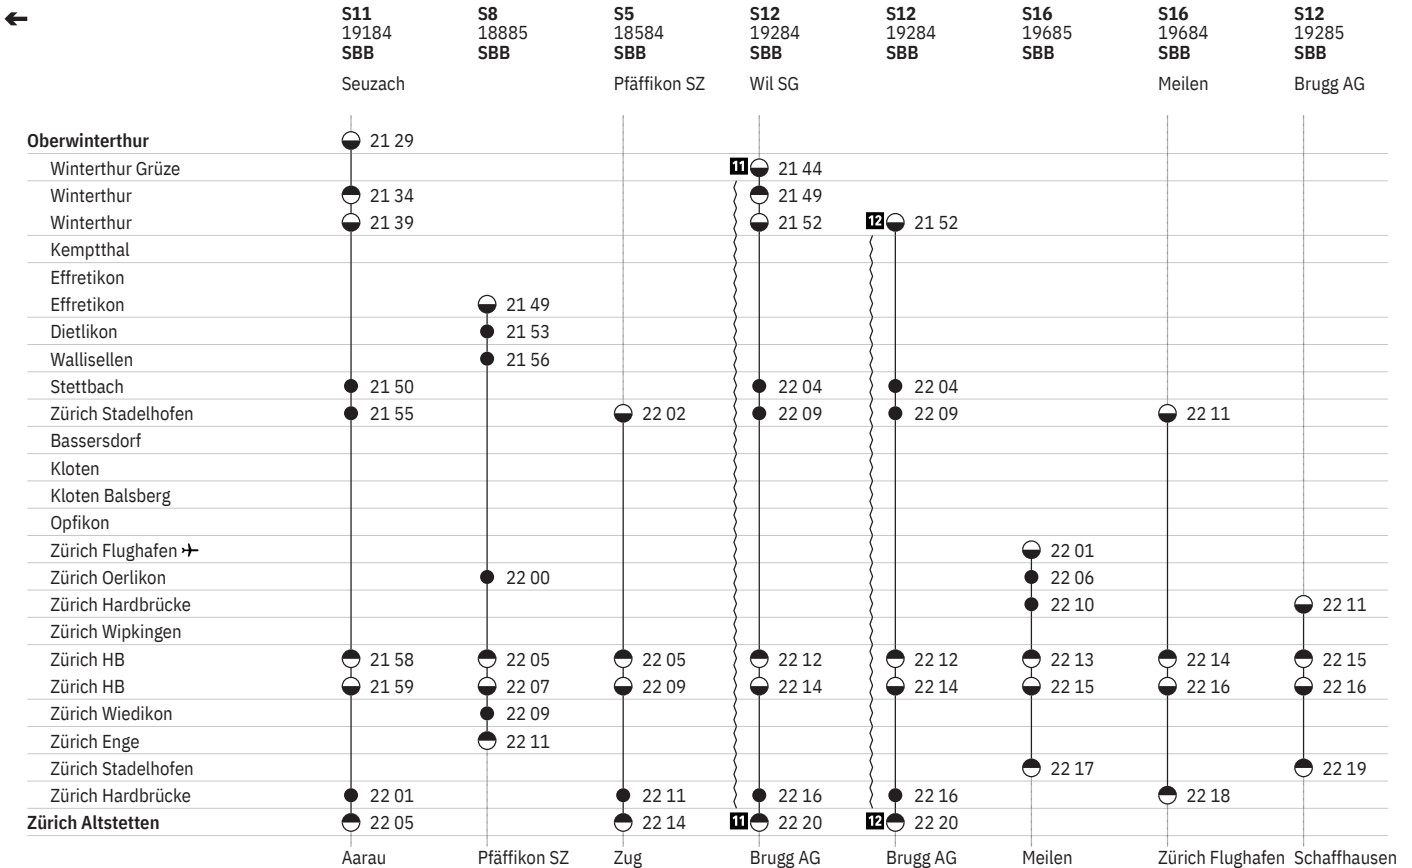 S11 S8 S5 S12 S12 S16 S16 S12
19184 18885 18584 19284 19284 19685 19684 19285
SBB SBB SBB SBB SBB SBB SBB SBB
Seuzach Pfäffikon SZ Wil SG Meilen Brugg AG
Oberwinterthur 21 29
Winterthur Grüze 11 21 44
Winterthur 21 34 21 49
Winterthur 21 39 21 52 12 21 52
Kemptthal
Effretikon
Effretikon 21 49
Dietlikon 21 53
Wallisellen 21 56
Stettbach 21 50 22 04 22 04
Zürich Stadelhofen 21 55 22 02 22 09 22 09 22 11
Bassersdorf
Kloten
Kloten Balsberg
Opfikon
Zürich Flughafen 22 01
Zürich Oerlikon 22 00 22 06
Zürich Hardbrücke 22 10 22 11
Zürich Wipkingen
Zürich HB 21 58 22 05 22 05 22 12 22 12 22 13 22 14 22 15
Zürich HB 21 59 22 07 22 09 22 14 22 14 22 15 22 16 22 16
Zürich Wiedikon 22 09
Zürich Enge 22 11
Zürich Stadelhofen 22 17 22 19
Zürich Hardbrücke 22 01 22 11 22 16 22 16 22 18
Zürich Altstetten 22 05 22 14 11 22 20 12 22 20
Aarau Pfäffikon SZ Zug Brugg AG Brugg AG Meilen Zürich Flughafen Schaffhausen